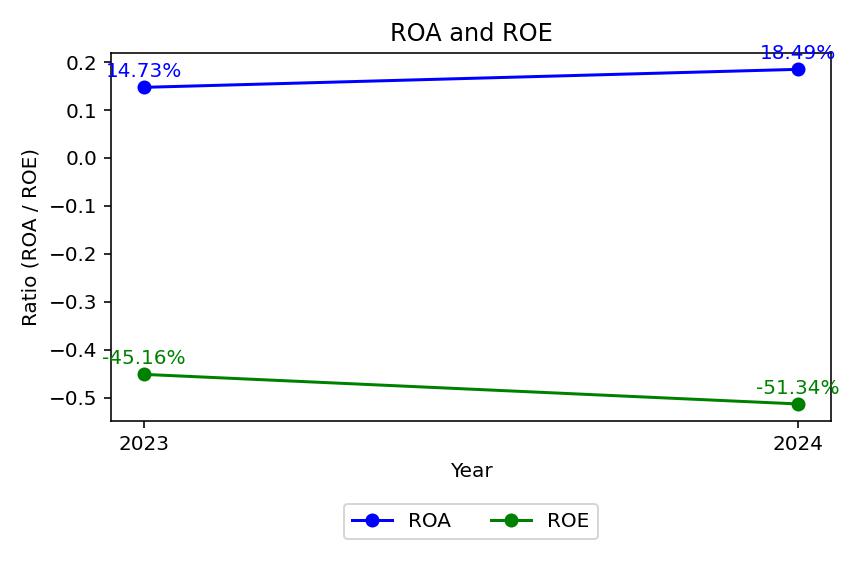 ROA and ROE
0.2
14.73%
18.49%
0.1
0.0
−0.1
−0.2
−0.3
−0.4
-45.16%
-51.34%
−0.5
Ratio (ROA / ROE)
2023
2024
Year
ROA
ROE